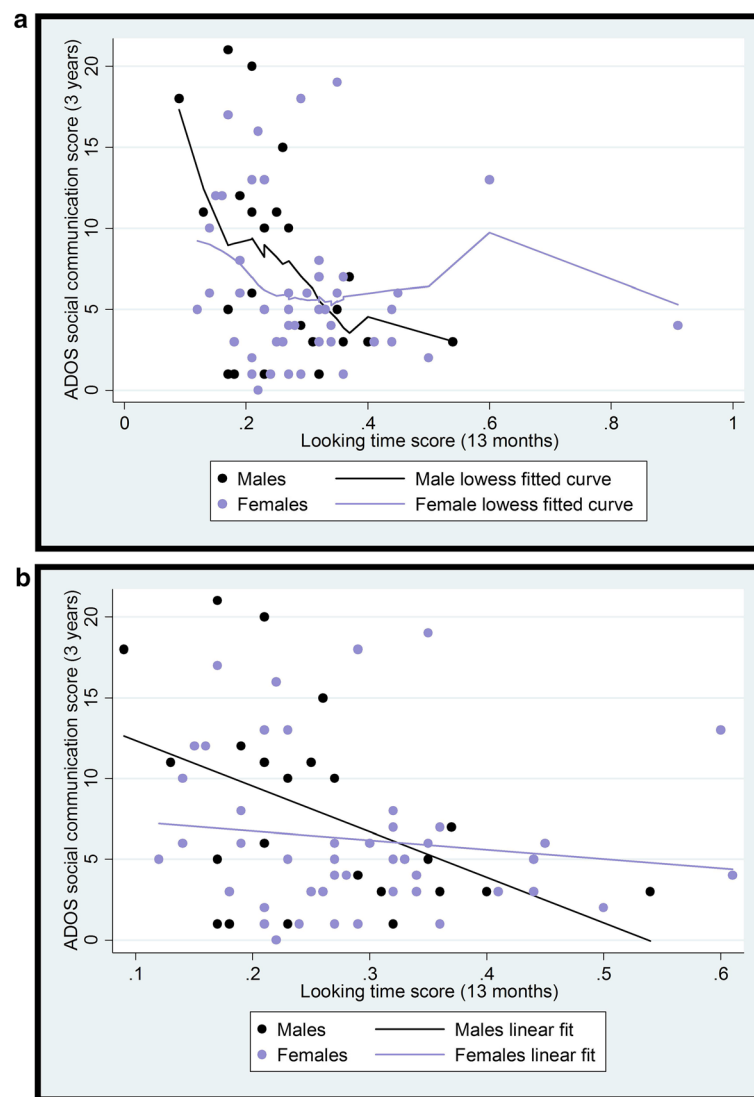 a
ADOS social communication score (3 years)
20
15
10
5
0
0 .2 .4 .6 .8 1
Looking time score (13 months)
Males Male lowess fitted curve
Females Female lowess fitted curve
b
ADOS social communication score (3 years)
20
15
10
5
0
.1 .2 .3 .4 .5 .6
Looking time score (13 months)
Males Males linear fit
Females Females linear fit